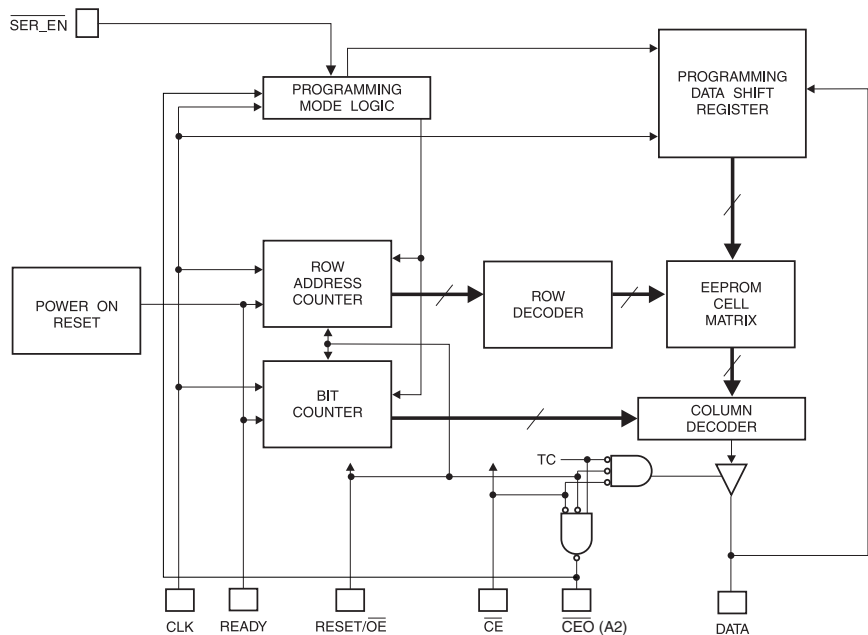 SER_EN
PROGRAMMING
MODE LOGIC
PROGRAMMING
DATA SHIFT
REGISTER
POWER ON
RESET
ROW
ADDRESS
COUNTER
ROW
DECODER
EEPROM
CELL
MATRIX
BIT
COUNTER
COLUMN
DECODER
TC
CLK
READY
RESET/OE
CE
CEO (A2)
DATA